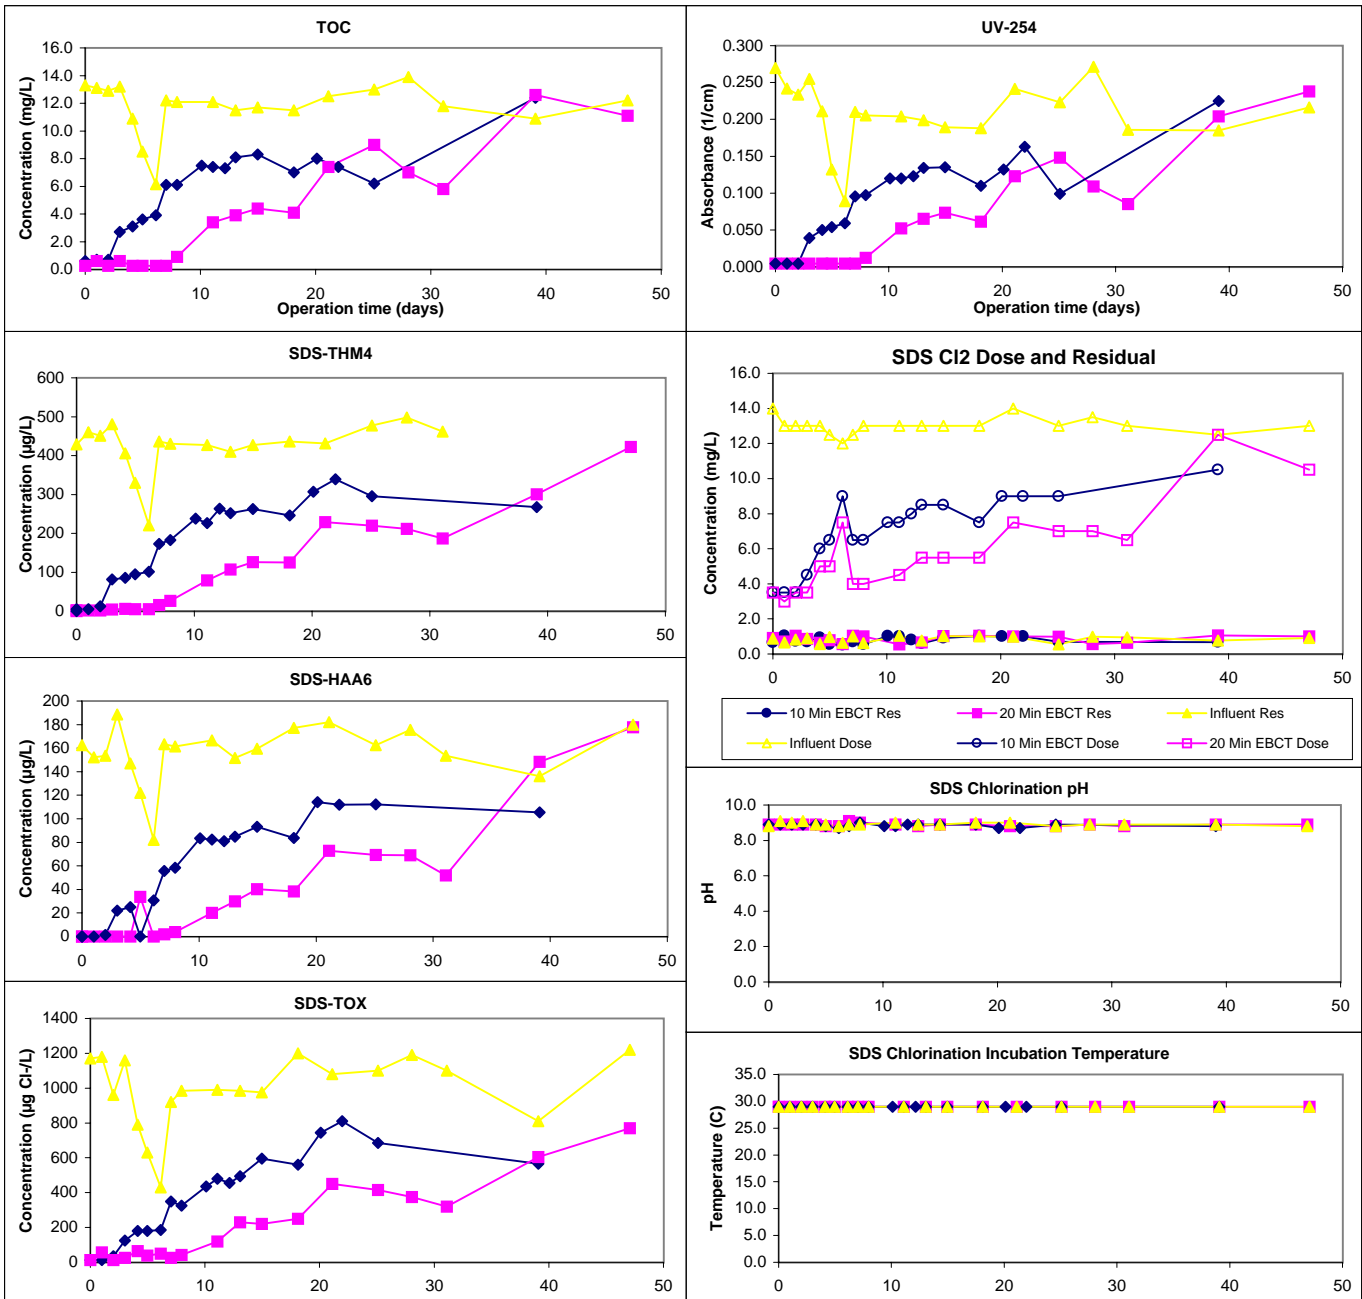 TOC
Concentration (mg/L)
16.0
14.0
12.0
10.0
8.0
6.0
4.0
2.0
0.0
0 10 20 30 40 50
Operation time (days)
UV-254
Absorbance (1/cm)
0.300
0.250
0.200
0.150
0.100
0.050
0.000
0 10 20 30 40 50
Operation time (days)
SDS-THM4
Concentration (µg/L)
600
500
400
300
200
100
0
0 10 20 30 40 50
SDS Cl2 Dose and Residual
Concentration (mg/L)
16.0
14.0
12.0
10.0
8.0
6.0
4.0
2.0
0.0
0 10 20 30 40 50
10 Min EBCT Res 20 Min EBCT Res Influent Res
Influent Dose 10 Min EBCT Dose 20 Min EBCT Dose
SDS-HAA6
Concentration (µg/L)
200
180
160
140
120
100
80
60
40
20
0
0 10 20 30 40 50
SDS Chlorination pH
pH
10.0
8.0
6.0
4.0
2.0
0.0
0 10 20 30 40 50
SDS-TOX
Concentration (µg Cl-/L)
1400
1200
1000
800
600
400
200
0
0 10 20 30 40 50
SDS Chlorination Incubation Temperature
Temperature (C)
35.0
30.0
25.0
20.0
15.0
10.0
5.0
0.0
0 10 20 30 40 50